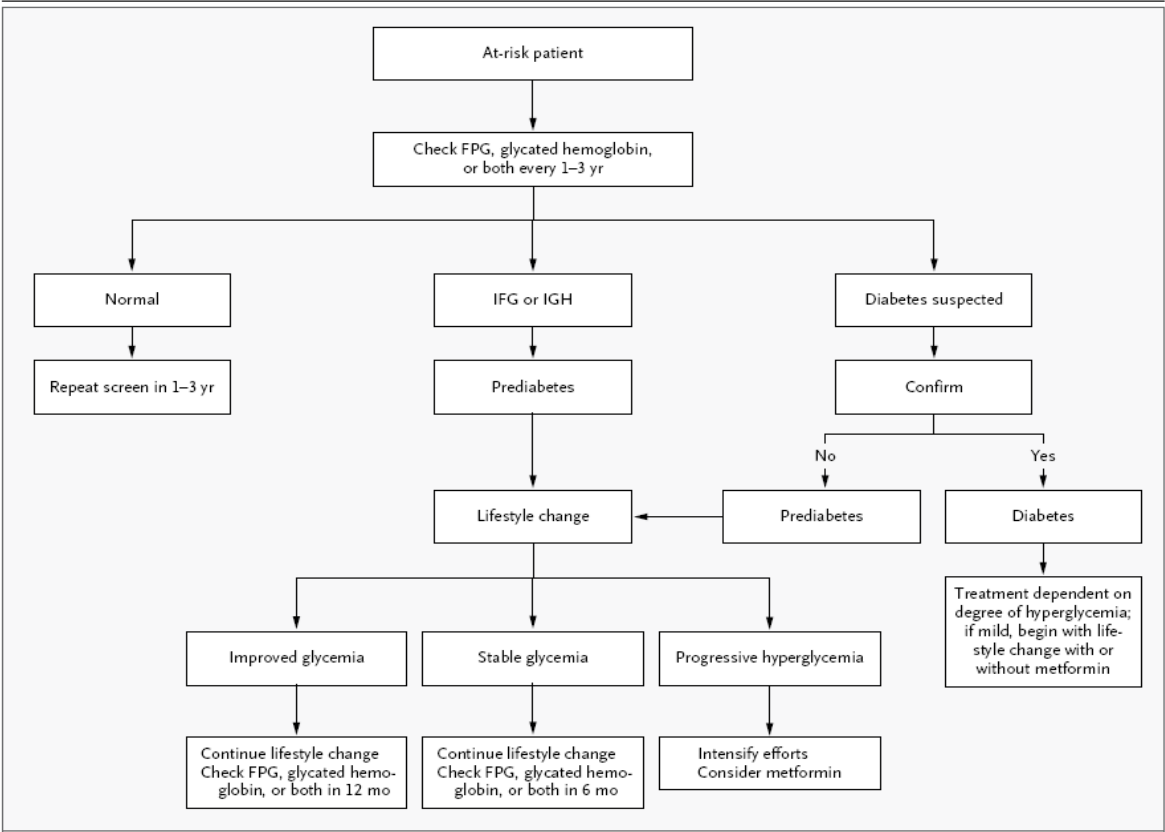 At-risk patient
Check FPG, glycated hemoglobin,
or both every 1–3 yr
Normal
IFG or IGH
Diabetes suspected
Repeat screen in 1–3 yr
Prediabetes
Confirm
No
Yes
Lifestyle change
Prediabetes
Diabetes
Treatment dependent on
degree of hyperglycemia;
if mild, begin with life-
style change with or
without metformin
Improved glycemia
Stable glycemia
Progressive hyperglycemia
Continue lifestyle change
Check FPG, glycated hemo-
globin, or both in 12 mo
Continue lifestyle change
Check FPG, glycated hemo-
globin, or both in 6 mo
Intensify efforts
Consider metformin